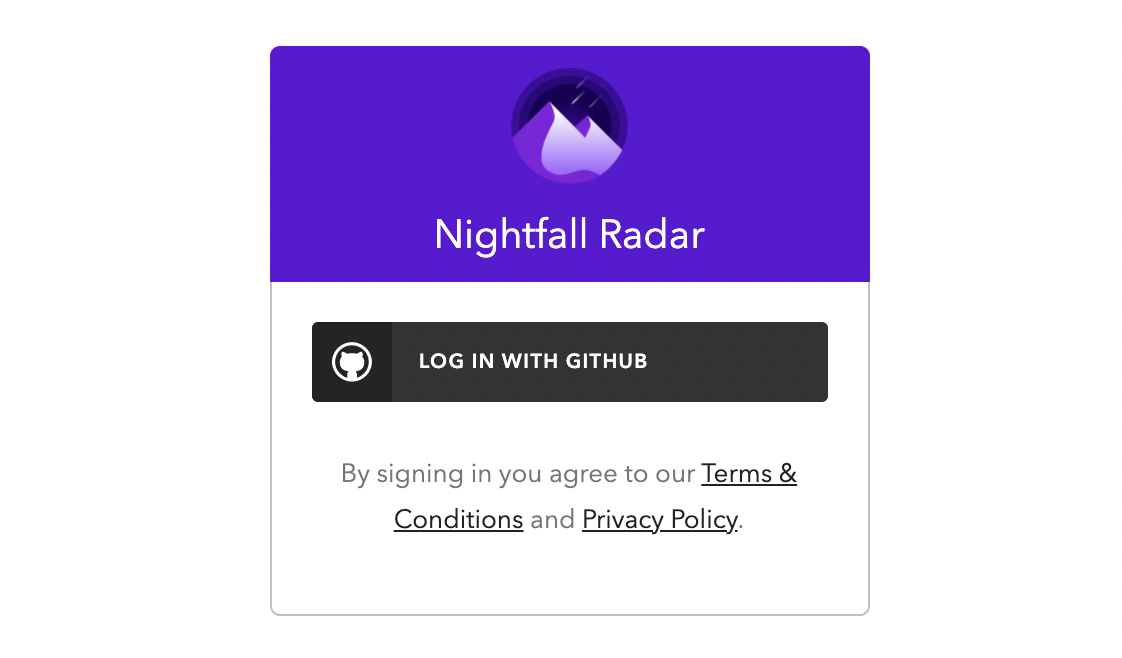 Nightfall Radar
LOG IN WITH GITHUB
By signing in you agree to our Terms &
Conditions and Privacy Policy.